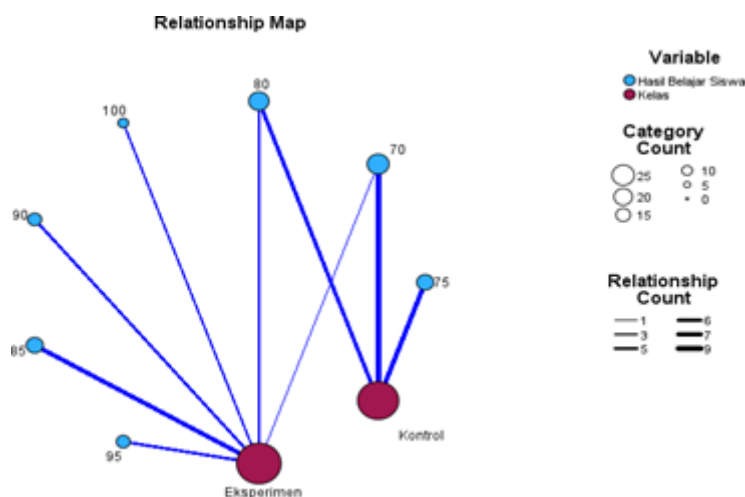 Relationship Map
80
100
70
90
75
85
95
Kontrol
Eksperimen
Variable
Hasil Belajar Siswa
Kelas
Category
Count
25 10
20 5
15 0
Relationship
Count
1 6
3 7
5 9